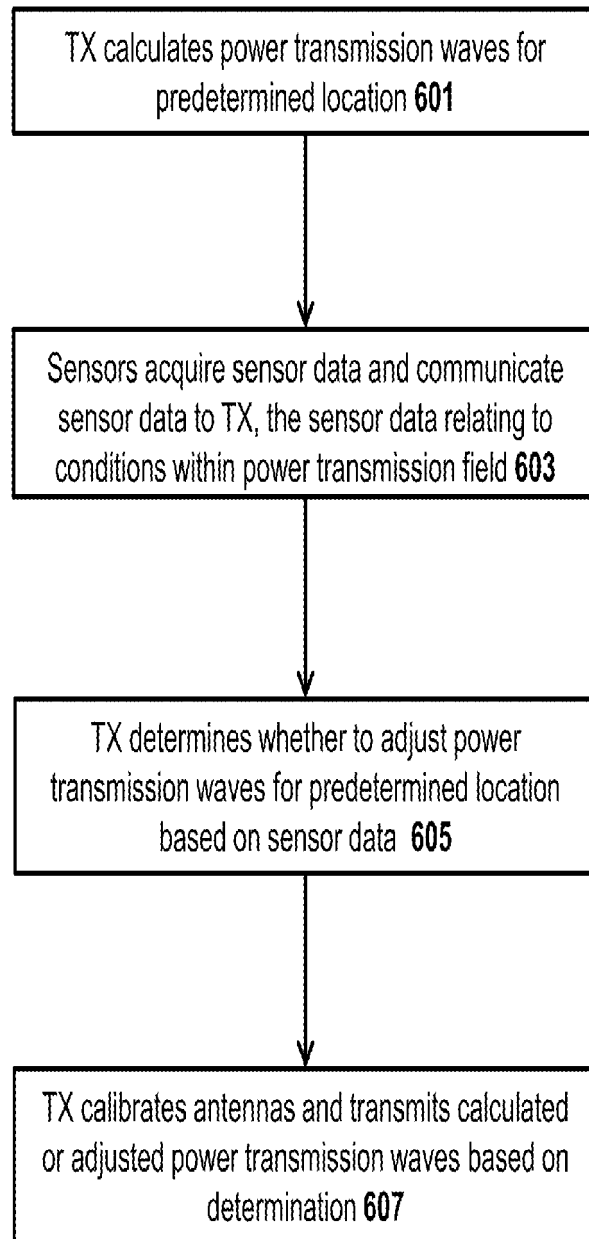 TX calculates power transmission waves for
predetermined location 601
Sensors acquire sensor data and communicate
sensor data to TX, the sensor data relating to
conditions within power transmission field 603
TX determines whether to adjust power
transmission waves for predetermined location
based on sensor data 605
TX calibrates antennas and transmits calculated
or adjusted power transmission waves based on
determination 607